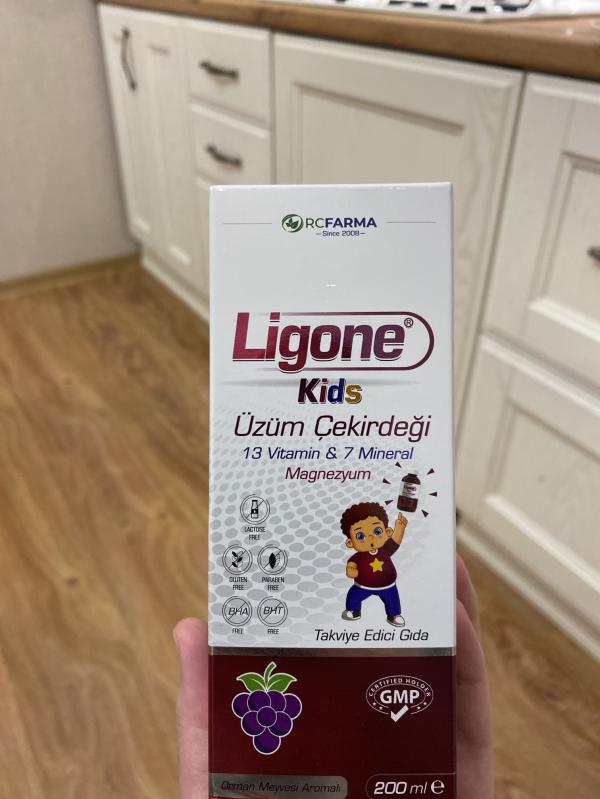 RCFARMA
Since 2008
Ligone®
Kids
Üzüm Çekirdeği
13 Vitamin & 7 Mineral
Magnezyum
LACTOSE
FREE
GLUTEN
FREE
PARABEN
FREE
BHA
FREE
BHT
FREE
Takviye Edici Gıda
CERTIFIED HOLDER
GMP
Orman Meyvesi Aromalı
200 ml ℮